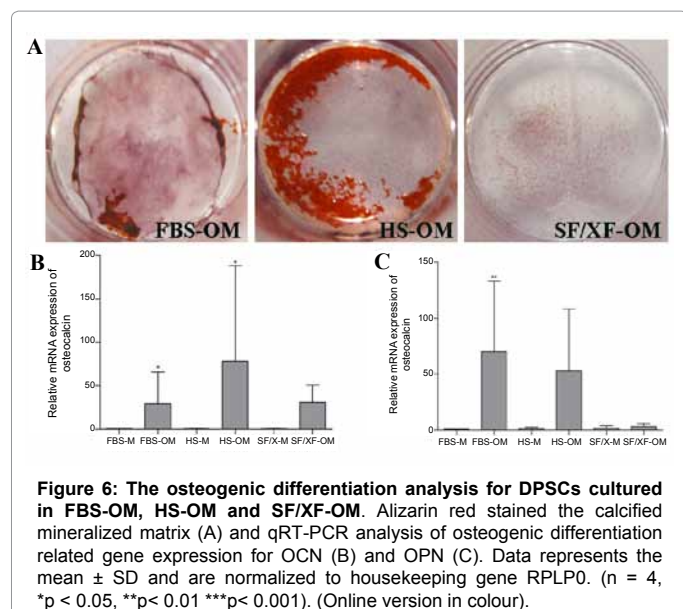 A
FBS-OM
HS-OM
SF/XF-OM
B
Relative mRNA expression of
osteocalcin
200
150
100
50
0
*
*
FBS-M
FBS-OM
HS-M
HS-OM
SF/X-M
SF/XF-OM
C
Relative mRNA expression of
osteocalcin
150
100
50
0
**
FBS-M
FBS-OM
HS-M
HS-OM
SF/X-M
SF/XF-OM
Figure 6: The osteogenic differentiation analysis for DPSCs cultured
in FBS-OM, HS-OM and SF/XF-OM. Alizarin red stained the calcified
mineralized matrix (A) and qRT-PCR analysis of osteogenic differentiation
related gene expression for OCN (B) and OPN (C). Data represents the
mean ± SD and are normalized to housekeeping gene RPLP0. (n = 4,
*p < 0.05, **p< 0.01 ***p< 0.001). (Online version in colour).